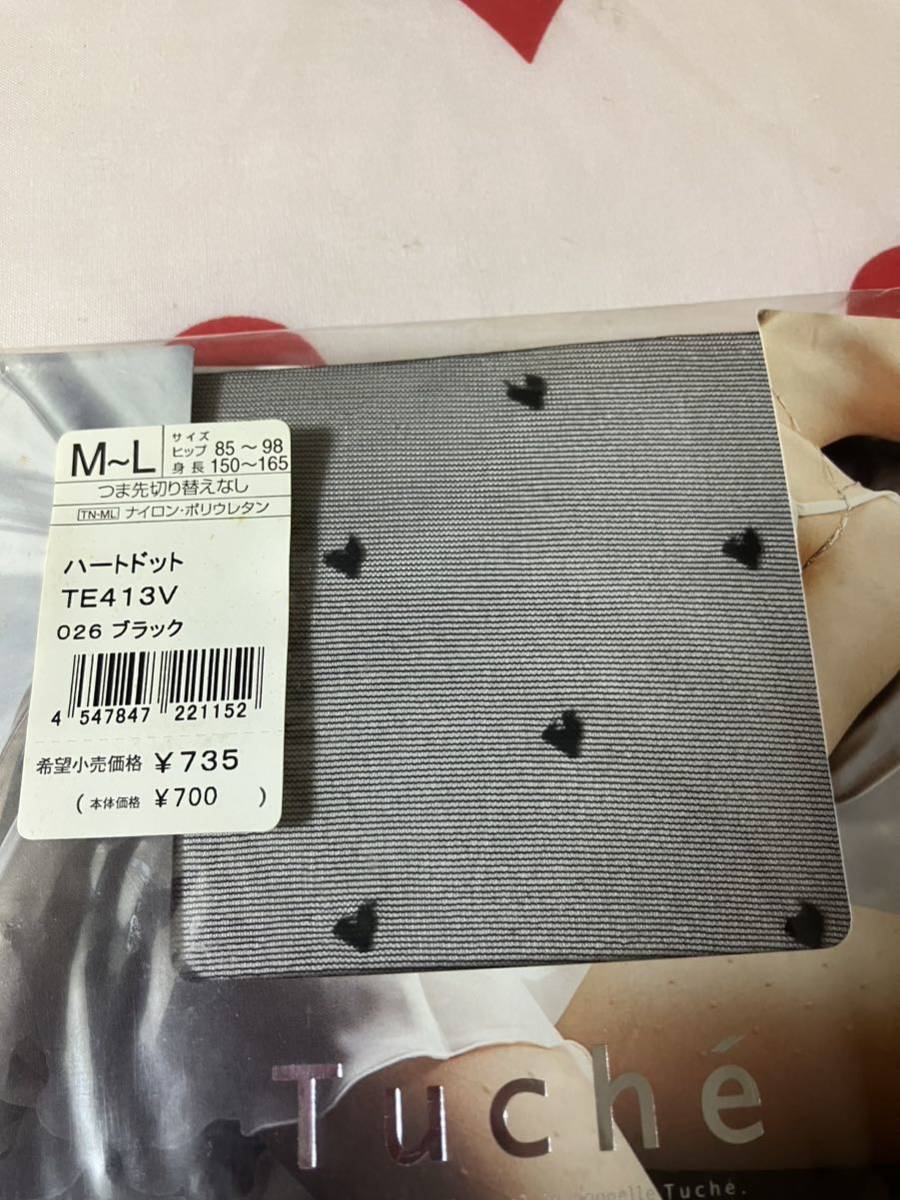 M~L
サイズ
ヒップ 85～98
身長 150～165
つま先切り替えなし
TN-ML ナイロン・ポリウレタン
ハートドット
TE413V
026 ブラック
4 547847 221152
希望小売価格 ¥735
(本体価格 ¥700 )
Tuché
Tuché.